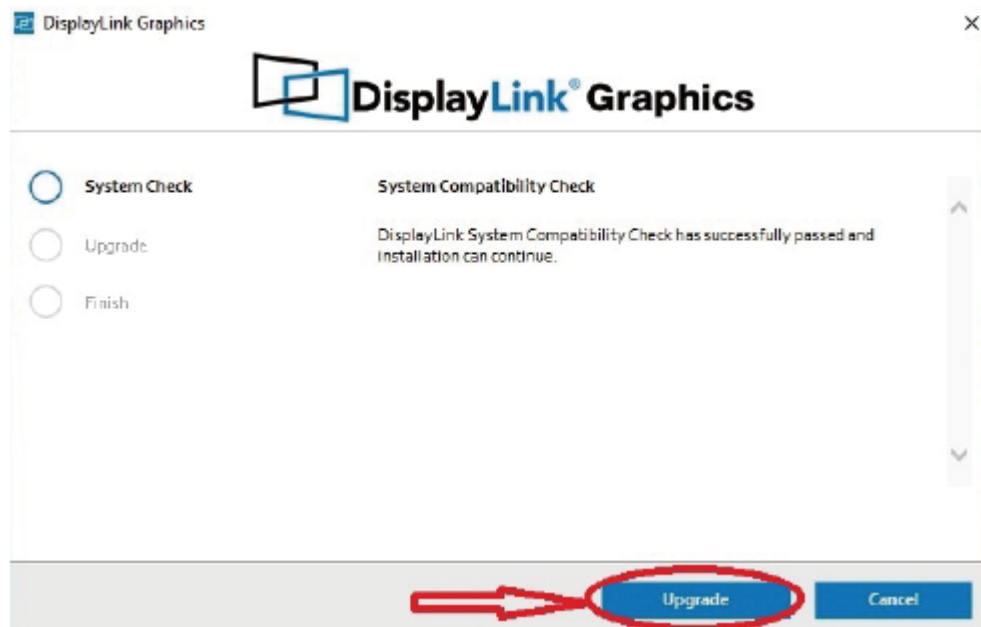 DisplayLink Graphics
DisplayLink® Graphics
System Check
Upgrade
Finish
System Compatibility Check
DisplayLink System Compatibility Check has successfully passed and
installation can continue.
Upgrade
Cancel